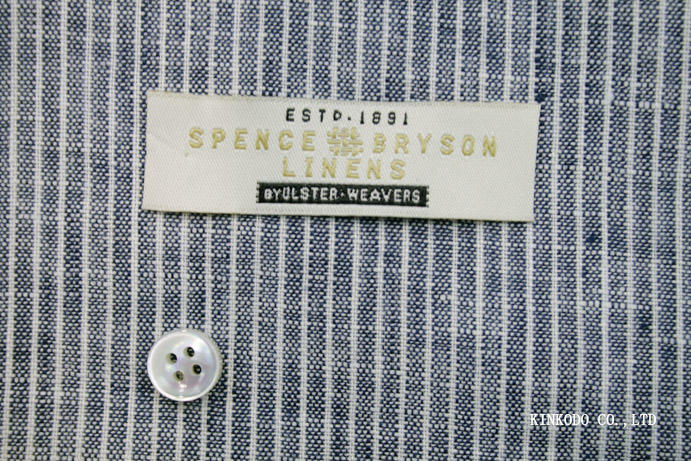 ESTD.1891
SPENCE BRYSON
LINENS
BY ULSTER·WEAVERS
KINKODO CO.,LTD